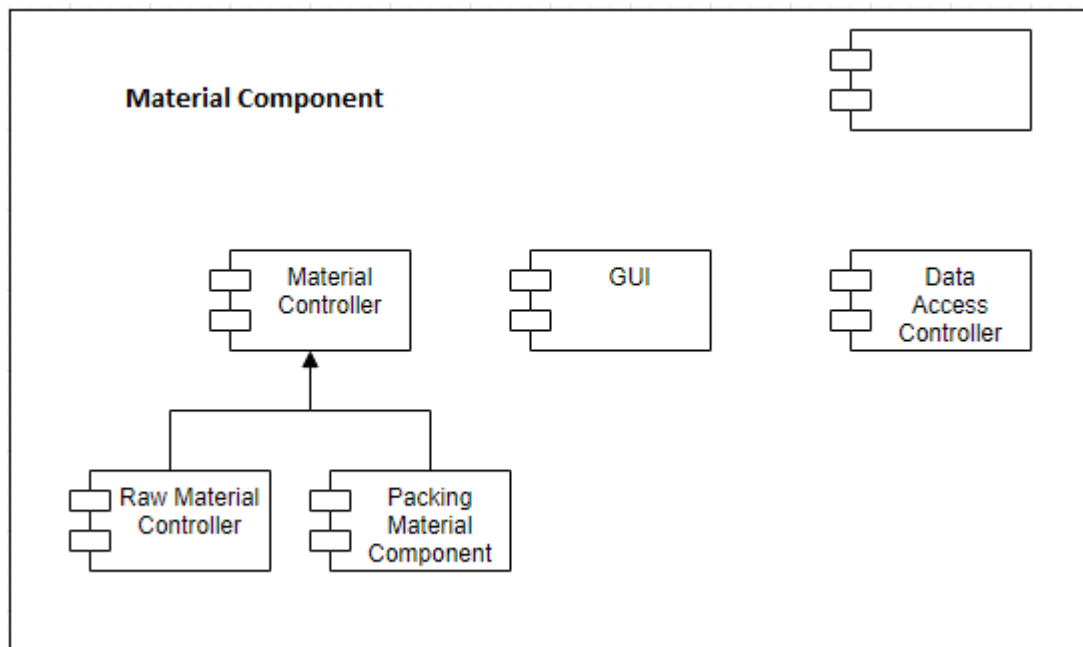 Material Component
Material
Controller
GUI
Data
Access
Controller
Raw Material
Controller
Packing
Material
Component